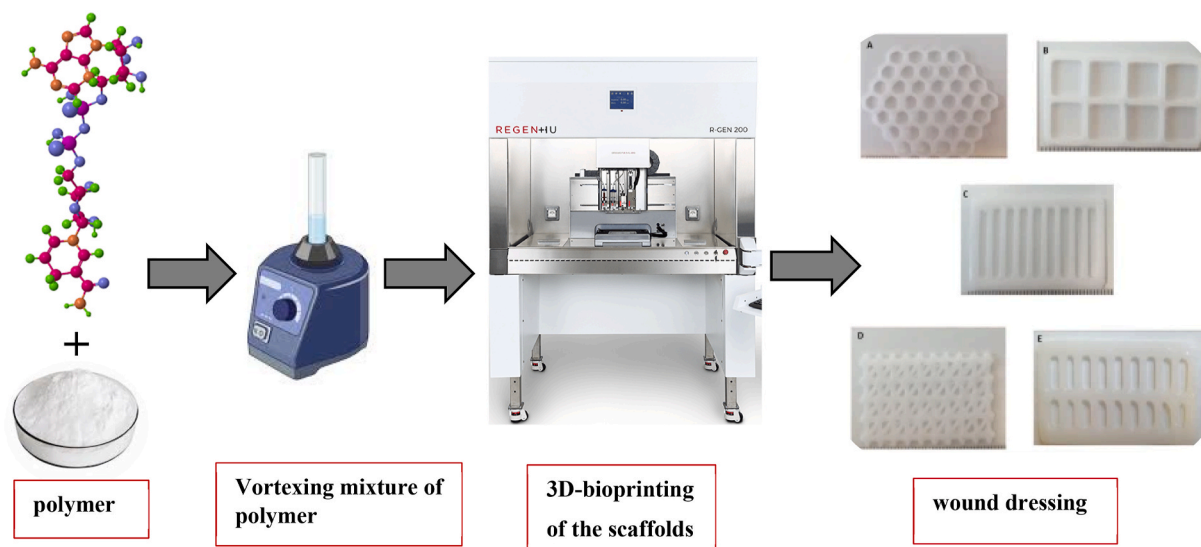 A
B
REGEN+HU
R-GEN 200
C
+
D
E
polymer
Vortexing mixture of
polymer
3D-bioprinting
of the scaffolds
wound dressing